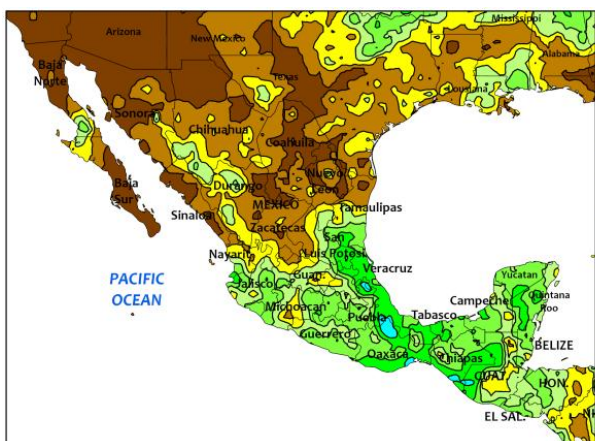 Mississippi
Arizona
New Mexico
Alabama
Baja
Norte
Texas
Louisiana
Sonora
Chihuahua
Coahuila
Baja
Sur
Durango
Nuevo
Leon
MEXICO
Sinaloa
Tamaulipas
Zacatecas
San
Luis Potosi
Nayarit
Veracruz
Yucatan
PACIFIC
OCEAN
Jalisco
Guan.
Campeche
Quintana
Roo
Michoacan
Puebla
Tabasco
Guerrero
BELIZE
Oaxaca
Chiapas
GUAT
HON.
EL SAL.